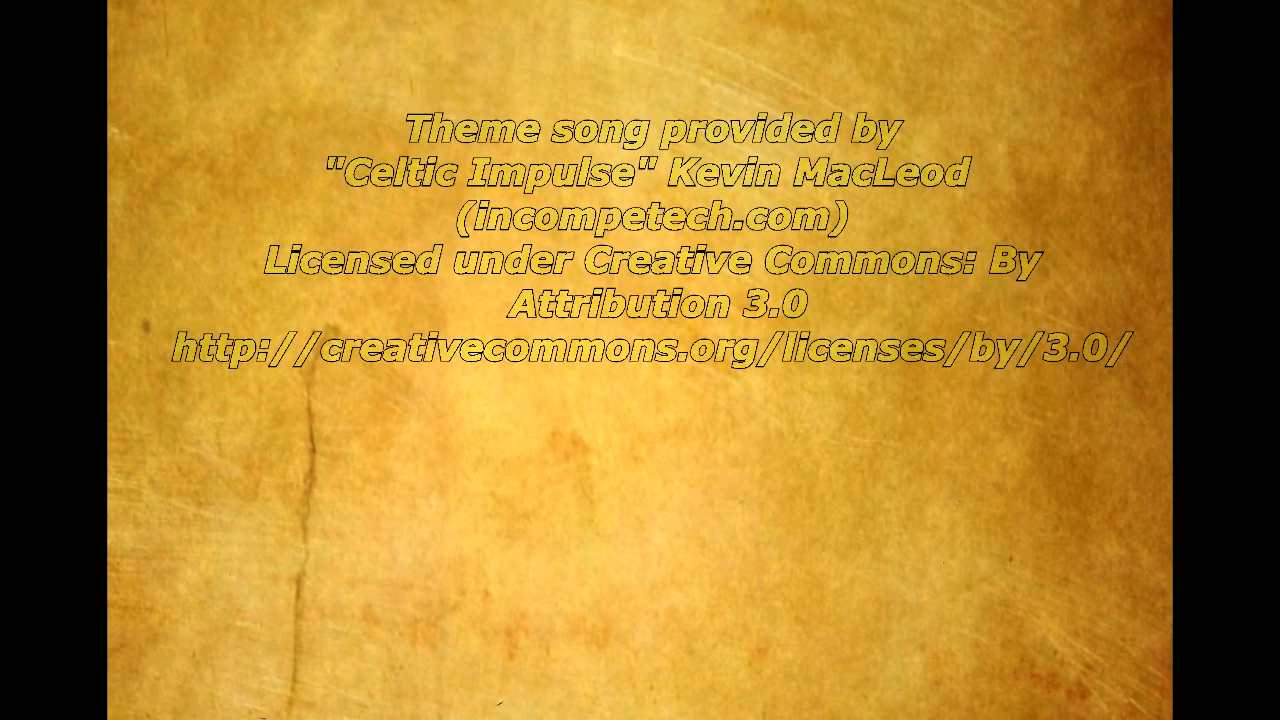 Theme song provided by
"Celtic Impulse" Kevin MacLeod
(incompetech.com)
Licensed under Creative Commons: By
Attribution 3.0
http://creativecommons.org/licenses/by/3.0/